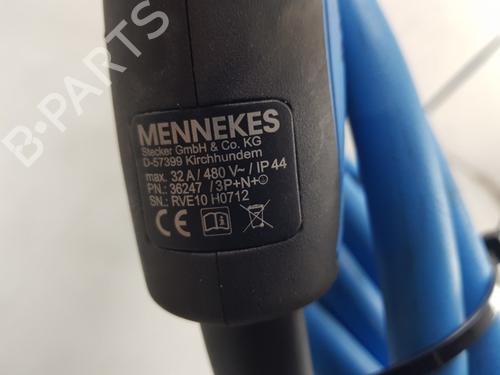 B-PARTS
MENNEKES
Stecker GmbH & Co. KG
D-57399 Kirchhundem
max. 32 A / 480 V~ / IP 44
PN.: 36247 / 3P+N+⏚
SN.: RVE10 H0712
CE